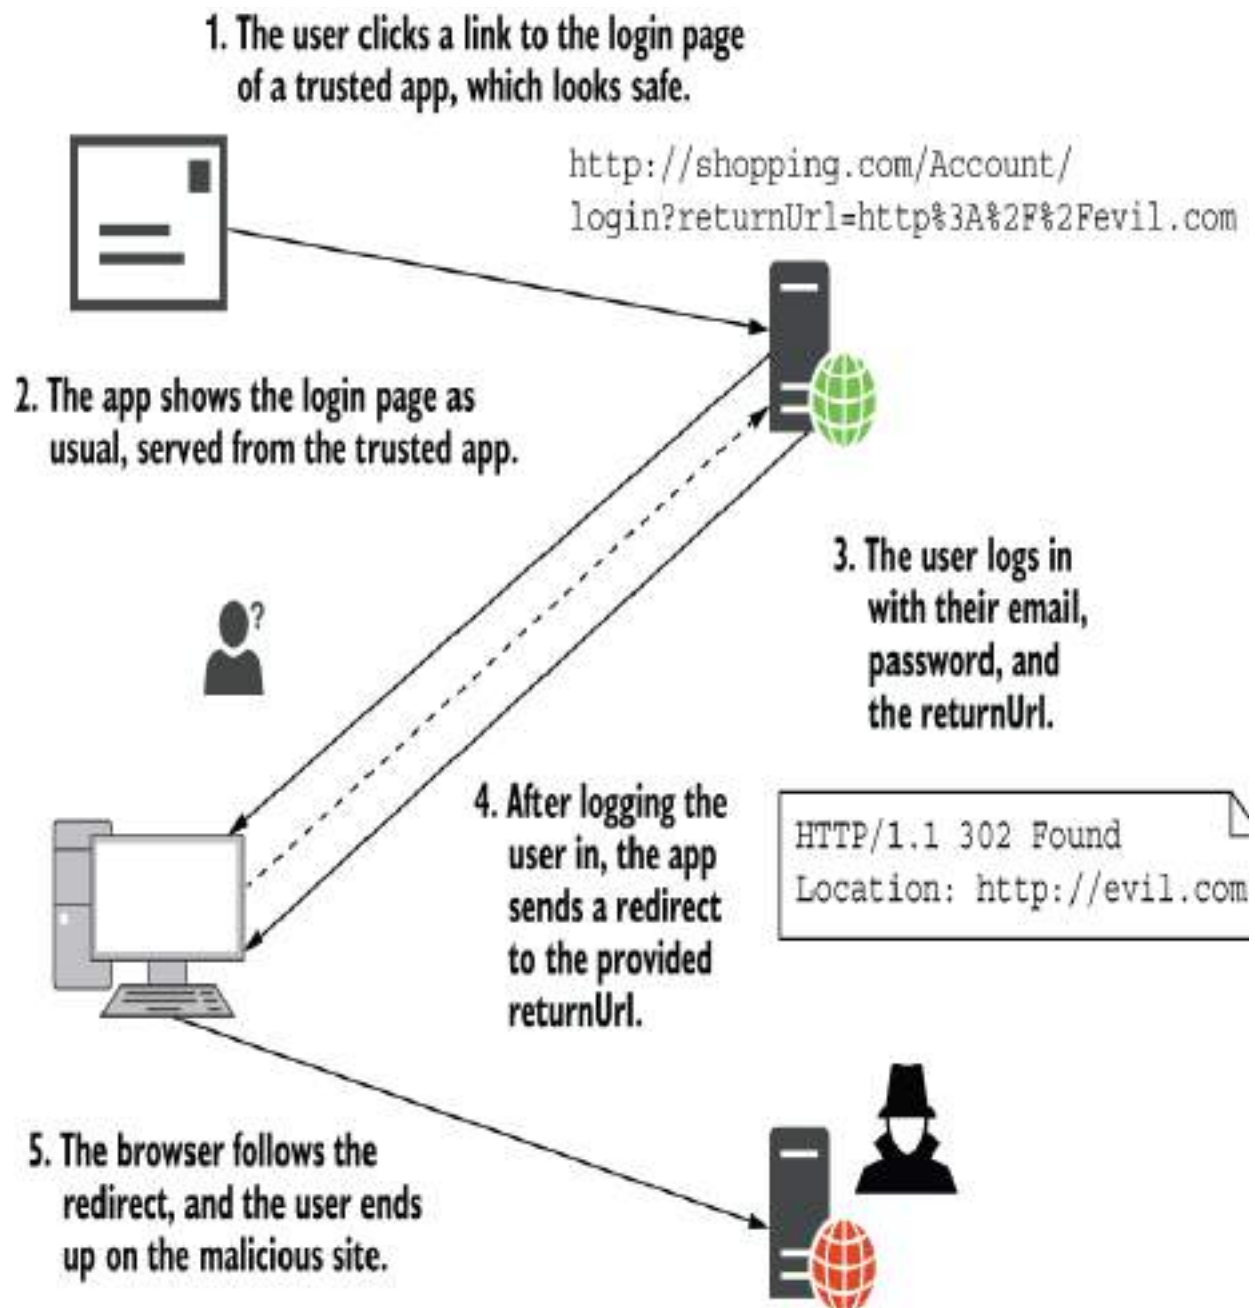 1. The user clicks a link to the login page
of a trusted app, which looks safe.
http://shopping.com/Account/
login?returnUrl=http%3A%2F%2Fevil.com
2. The app shows the login page as
usual, served from the trusted app.
?
3. The user logs in
with their email,
password, and
the returnUrl.
4. After logging the
user in, the app
sends a redirect
to the provided
returnUrl.
HTTP/1.1 302 Found
Location: http://evil.com
5. The browser follows the
redirect, and the user ends
up on the malicious site.